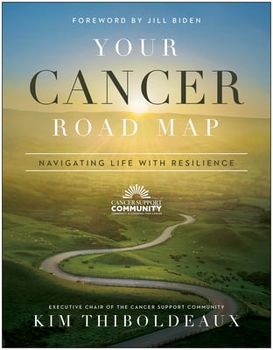 FOREWORD BY JILL BIDEN
YOUR
CANCER
ROAD MAP
NAVIGATING LIFE WITH RESILIENCE
CANCER SUPPORT
COMMUNITY
EXECUTIVE CHAIR OF THE CANCER SUPPORT COMMUNITY
KIM THIBOLDEAUX